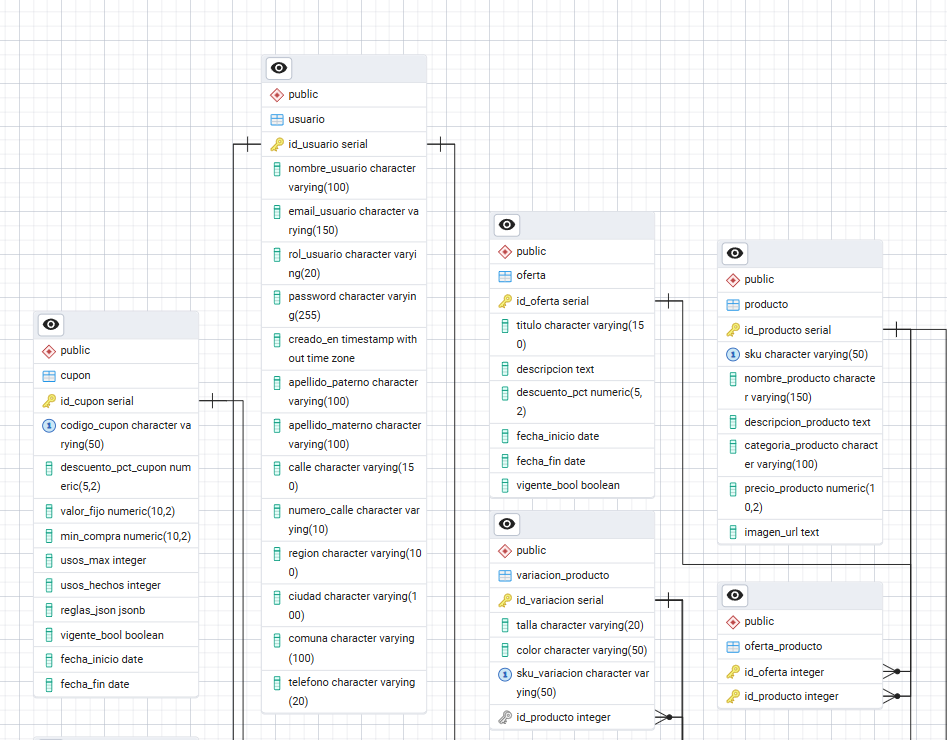 public
usuario
id_usuario serial
nombre_usuario character
varying(100)
email_usuario character va
rying(150)
rol_usuario character varyi
ng(20)
password character varyin
g(255)
creado_en timestamp with
out time zone
apellido_paterno character
varying(100)
apellido_materno character
varying(100)
calle character varying(15
0)
numero_calle character var
ying(10)
region character varying(10
0)
ciudad character varying(1
00)
comuna character varying
(100)
telefono character varying
(20)
public
cupon
id_cupon serial
codigo_cupon character va
rying(50)
descuento_pct_cupon num
eric(5,2)
valor_fijo numeric(10,2)
min_compra numeric(10,2)
usos_max integer
usos_hechos integer
reglas_json jsonb
vigente_bool boolean
fecha_inicio date
fecha_fin date
public
oferta
id_oferta serial
titulo character varying(15
0)
descripcion text
descuento_pct numeric(5,
2)
fecha_inicio date
fecha_fin date
vigente_bool boolean
public
variacion_producto
id_variacion serial
talla character varying(20)
color character varying(50)
1
sku_variacion character var
ying(50)
id_producto integer
public
producto
id_producto serial
1
sku character varying(50)
nombre_producto characte
r varying(150)
descripcion_producto text
categoria_producto charact
er varying(100)
precio_producto numeric(1
0,2)
imagen_url text
public
oferta_producto
id_oferta integer
id_producto integer